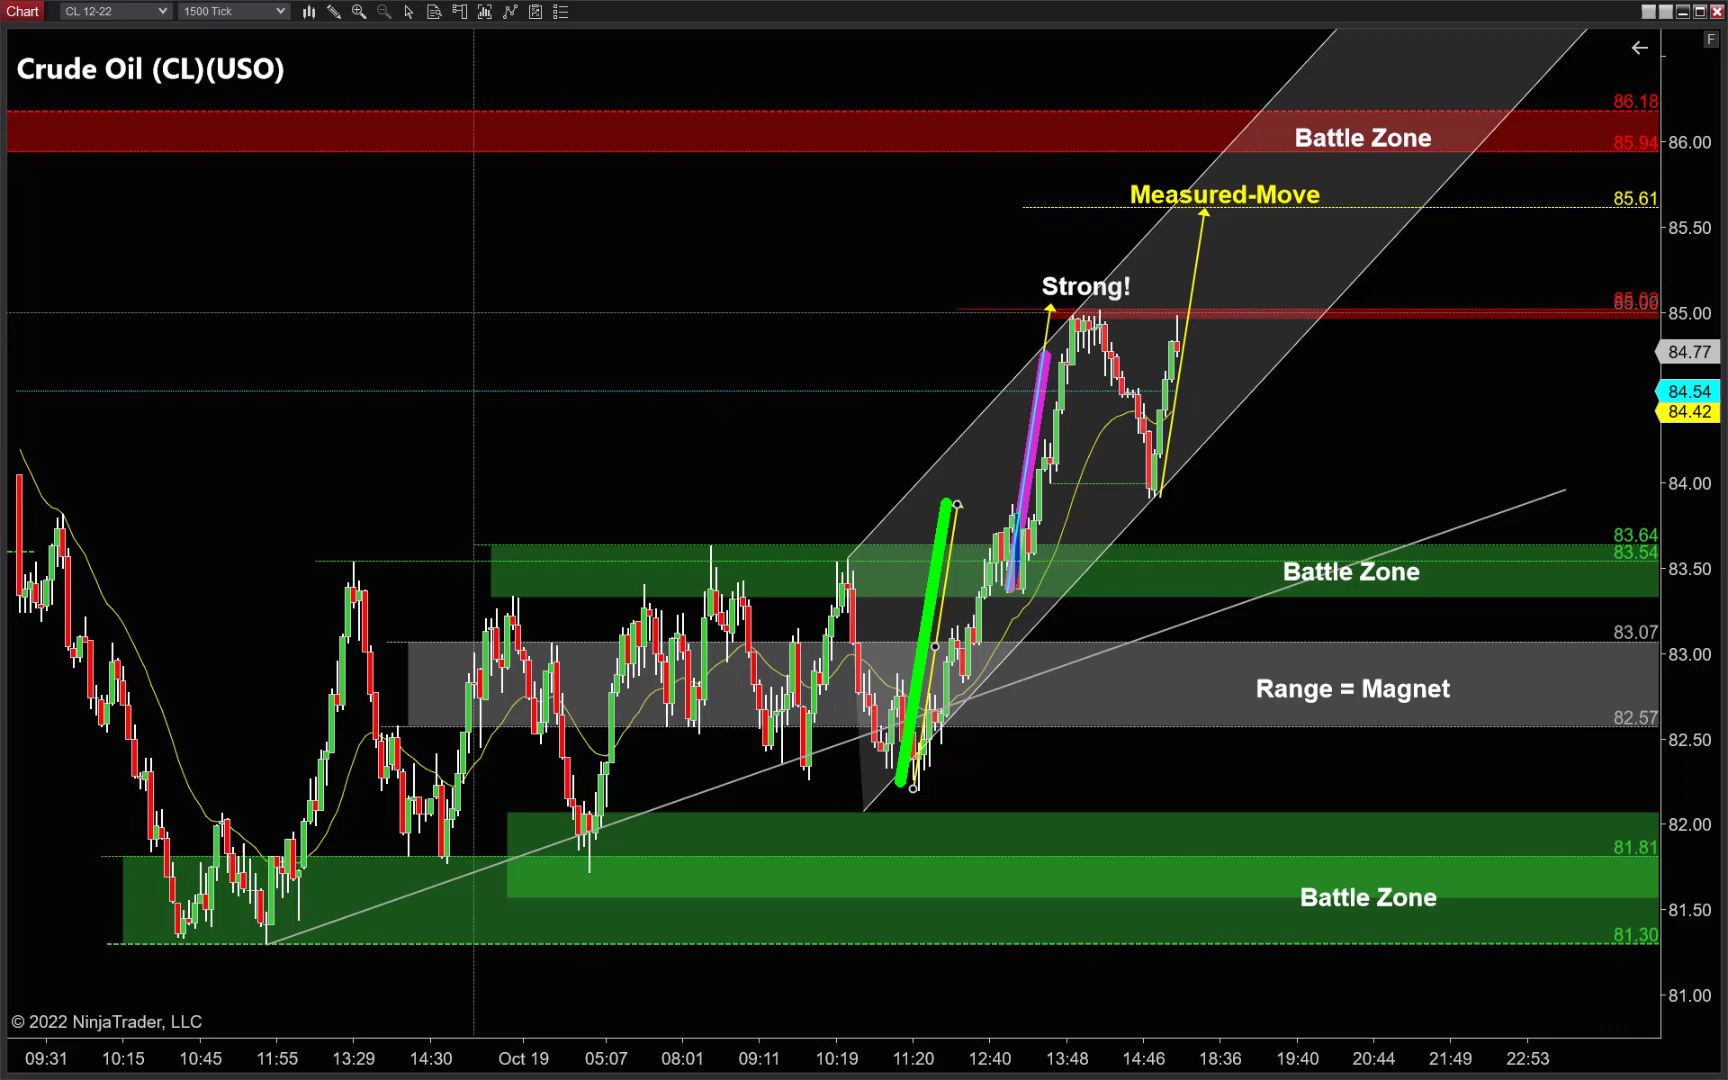 Chart
CL 12-22
1500 Tick
F
Crude Oil (CL)(USO)
86.18
Battle Zone
85.94
86.00
Measured-Move
85.61
85.50
Strong!
85.00
84.77
84.54
84.42
84.00
83.64
83.54
Battle Zone
83.50
83.07
83.00
Range = Magnet
82.57
82.50
82.00
81.81
Battle Zone
81.50
81.30
81.00
© 2022 NinjaTrader, LLC
09:31 10:15 10:45 11:55 13:29 14:30 Oct 19 05:07 08:01 09:11 10:19 11:20 12:40 13:48 14:46 18:36 19:40 20:44 21:49 22:53